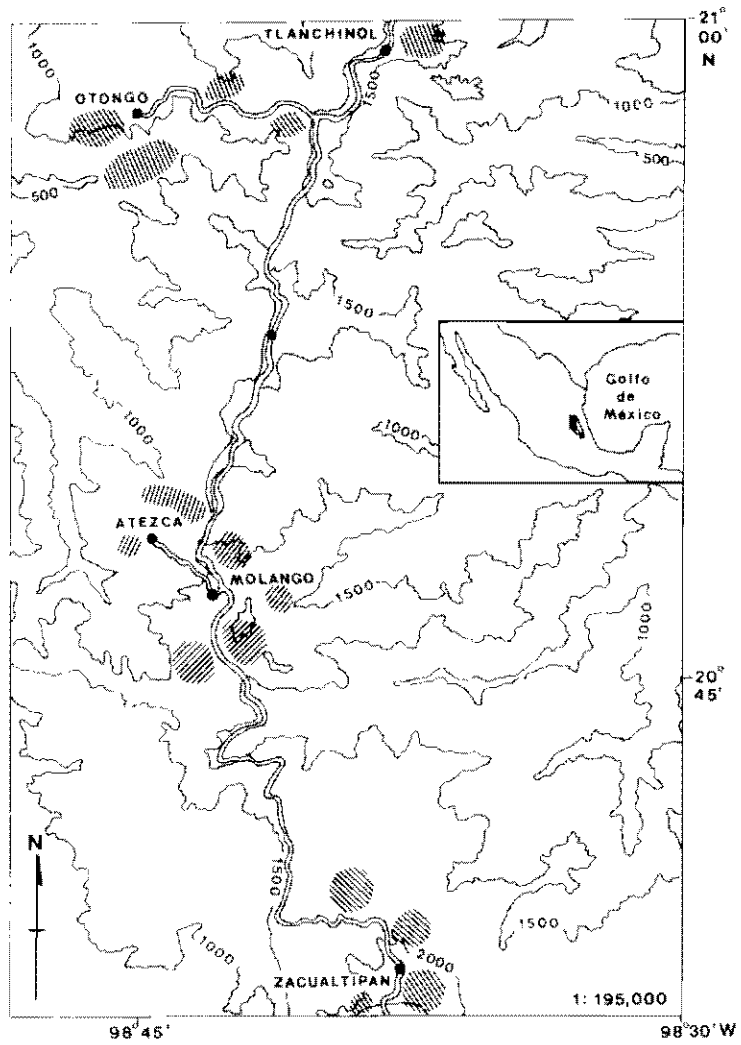 21°
00'
N
TLANCHINOL
1000
1500
OTONGO
1000
500
500
1500
Golfo
de
México
1000
1000
ATEZCA
MOLANGO
1500
1000
20°
45'
N
1500
1500
1000
2000
ZACUALTIPAN
1: 195,000
98°45'
98°30'W